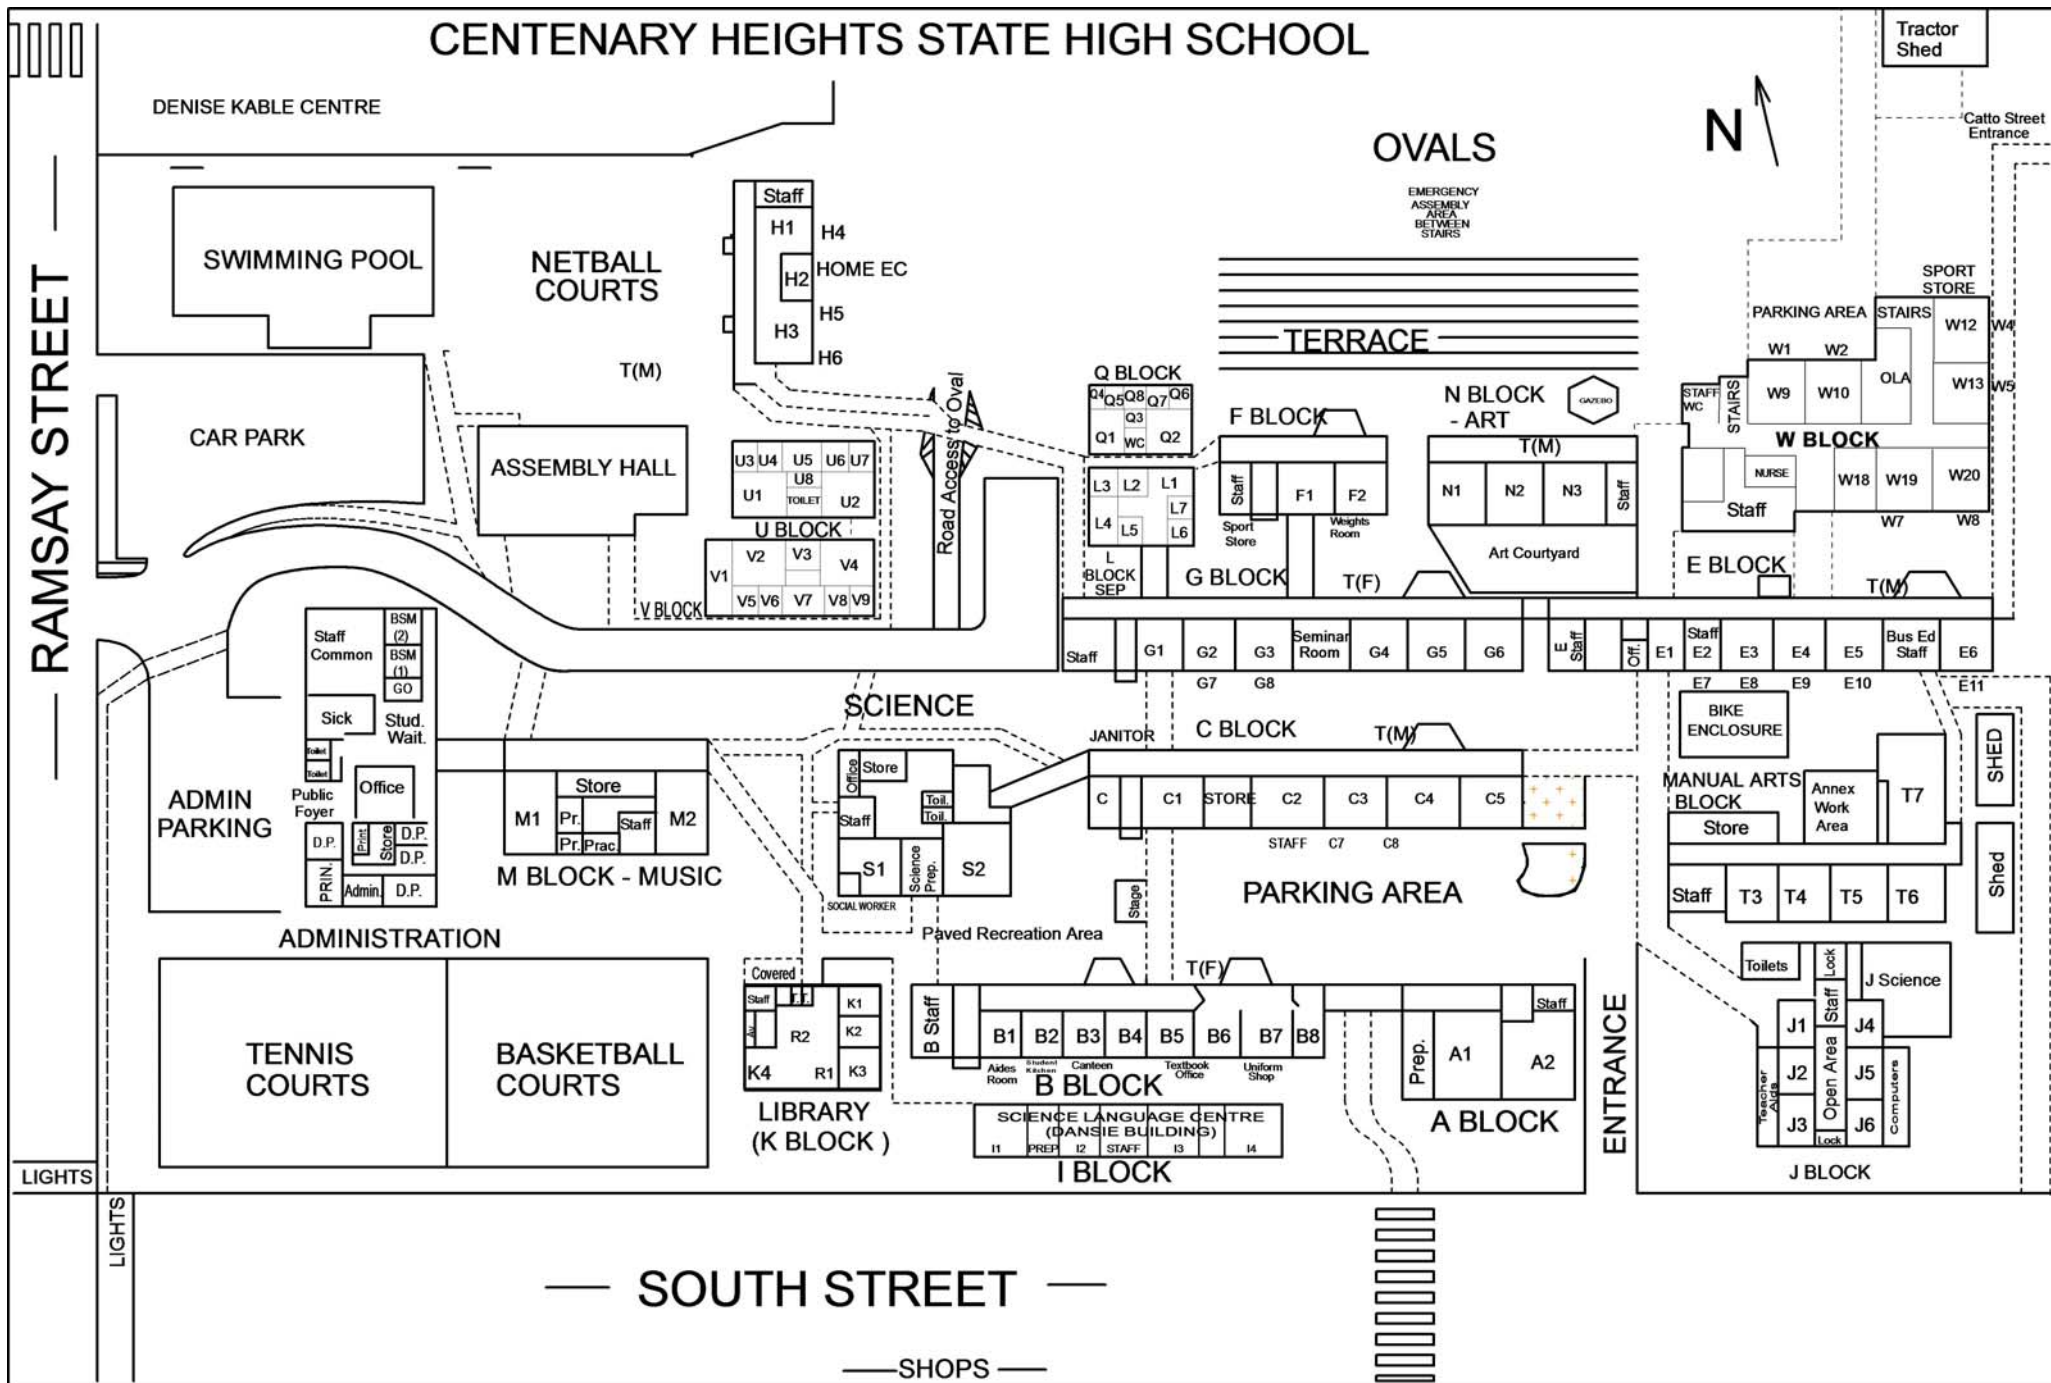 CENTENARY HEIGHTS STATE HIGH SCHOOL
Tractor
Shed
DENISE KABLE CENTRE
Catto Street
Entrance
N
OVALS
EMERGENCY
ASSEMBLY
AREA
BETWEEN
STAIRS
RAMSAY STREET
SWIMMING POOL
NETBALL
COURTS
T(M)
Staff
H1
H4
H2
HOME EC
H5
H3
H6
TERRACE
SPORT
STORE
PARKING AREA
STAIRS
W12
W4
W1
W2
W9
W10
OLA
W13
W5
STAFF
WC
STAIRS
W BLOCK
NURSE
W18
W19
W20
Staff
W7
W8
CAR PARK
ASSEMBLY HALL
U3
U4
U5
U6
U7
U8
U1
TOILET
U2
U BLOCK
V1
V2
V3
V4
V5
V6
V7
V8
V9
V BLOCK
Road Access to Oval
Q BLOCK
Q4
Q5
Q8
Q7
Q6
Q3
Q1
WC
Q2
L3
L2
L1
L7
L4
L5
L6
L
BLOCK
SEP
F BLOCK
Staff
F1
F2
Sport
Store
Weights
Room
N BLOCK
- ART
GAZEBO
T(M)
N1
N2
N3
Staff
Art Courtyard
G BLOCK
T(F)
Staff
G1
G2
G3
Seminar
Room
G4
G5
G6
G7
G8
E BLOCK
T(M)
E
Staff
Off.
E1
Staff
E2
E3
E4
E5
Bus Ed
Staff
E6
E7
E8
E9
E10
E11
Staff
Common
BSM
(2)
BSM
(1)
GO
Sick
Stud.
Wait.
Toilet
Toilet
Office
Public
Foyer
D.P.
Print
Store
D.P.
D.P.
PRIN.
Admin.
D.P.
ADMIN
PARKING
ADMINISTRATION
M1
Store
Pr.
Staff
M2
Pr.
Prac.
M BLOCK - MUSIC
SCIENCE
Office
Store
Toil.
Toil.
Staff
S1
Science
Prep.
S2
SOCIAL WORKER
JANITOR
C BLOCK
T(M)
C
C1
STORE
C2
C3
C4
C5
STAFF
C7
C8
PARKING AREA
Stage
Paved Recreation Area
BIKE
ENCLOSURE
SHED
MANUAL ARTS
BLOCK
Annex
Work
Area
T7
Store
Shed
Staff
T3
T4
T5
T6
TENNIS
COURTS
BASKETBALL
COURTS
Covered
Staff
T.T.
K1
AV
R2
K2
K4
R1
K3
LIBRARY
(K BLOCK )
T(F)
B Staff
B1
B2
B3
B4
B5
B6
B7
B8
Aides
Room
Student
Kitchen
Canteen
Textbook
Office
Uniform
Shop
B BLOCK
SCIENCE LANGUAGE CENTRE
(DANSIE BUILDING)
I1
PREP
I2
STAFF
I3
I4
I BLOCK
Staff
Prep.
A1
A2
A BLOCK
ENTRANCE
Toilets
Lock
J Science
Staff
J1
J4
J2
Open Area
J5
Teacher
Aids
Computers
J3
J6
Lock
J BLOCK
LIGHTS
LIGHTS
SOUTH STREET
SHOPS